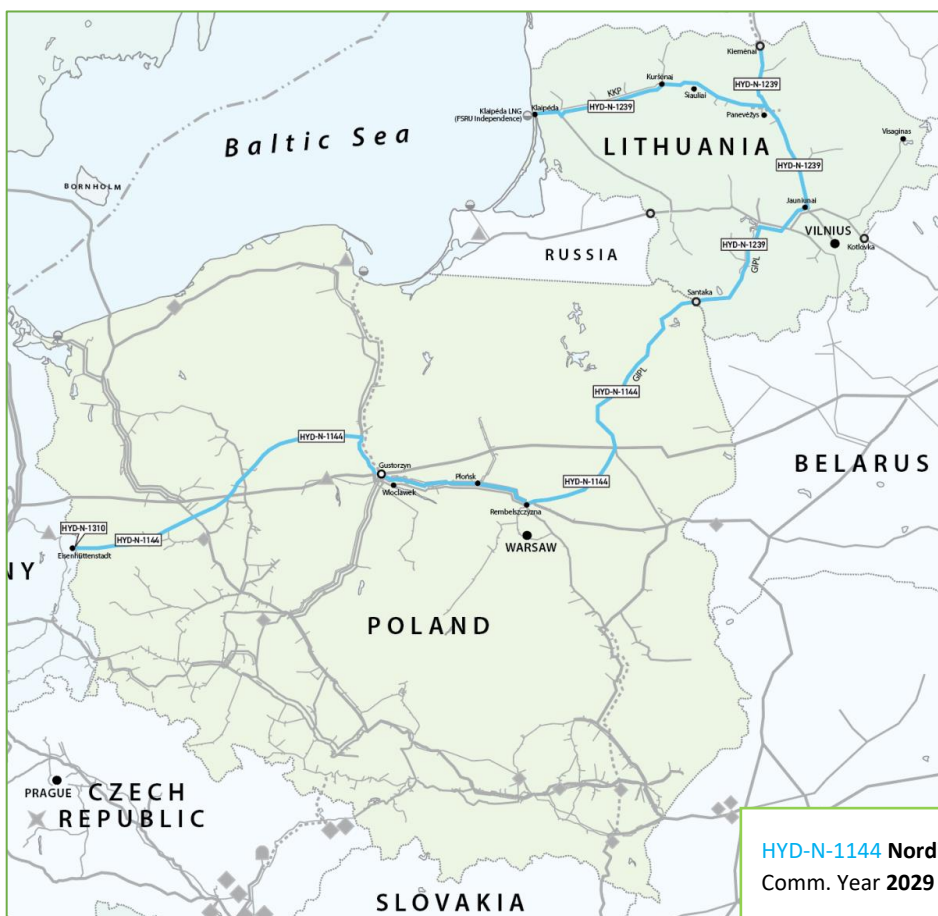 Klemėnai
Kuršėnai
HYD-N-1239
KKP
Šiauliai
Klaipėda LNG
(FSRU Independence)
Klaipėda
HYD-N-1239
Panevėžys
Baltic Sea
LITHUANIA
Visaginas
HYD-N-1239
BORNHOLM
Jauniunai
VILNIUS
HYD-N-1239
Kotlovka
RUSSIA
GIPL
Santaka
GIPL
HYD-N-1144
HYD-N-1144
BELARUS
Gustorzyn
Płońsk
HYD-N-1144
Włocławek
Rembelszczyzna
HYD-N-1310
HYD-N-1144
WARSAW
Eisenhüttenstadt
NY
POLAND
PRAGUE
CZECH
REPUBLIC
SLOVAKIA
HYD-N-1144 Nord
Comm. Year 2029